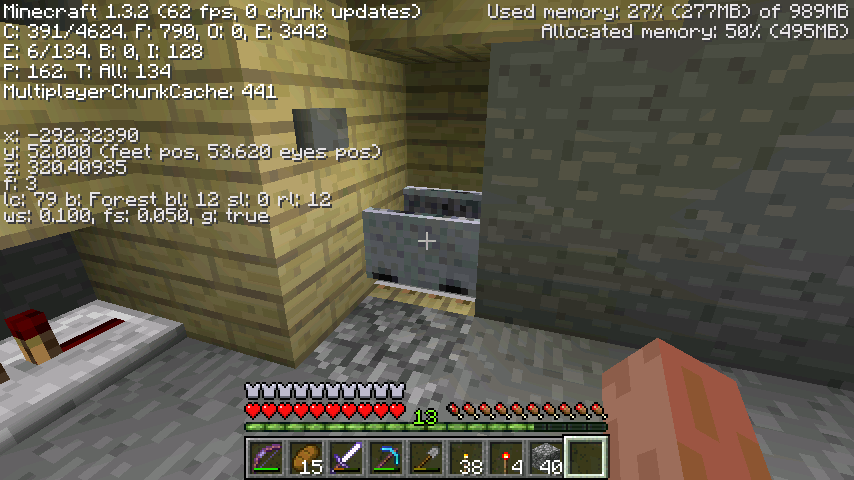 Minecraft 1.3.2 (62 fps, 0 chunk updates)
C: 391/4624. F: 790, O: 0, E: 3443
E: 6/134. B: 0, I: 128
P: 162. T: All: 134
MultiplayerChunkCache: 441
x: -292.32390
y: 52.000 (feet pos, 53.620 eyes pos)
z: 320.40935
f: 3
lc: 79 b: Forest bl: 12 sl: 0 rl: 12
ws: 0.100, fs: 0.050, g: true
Used memory: 27% (277MB) of 989MB
Allocated memory: 50% (495MB)
13
15
38
4
40